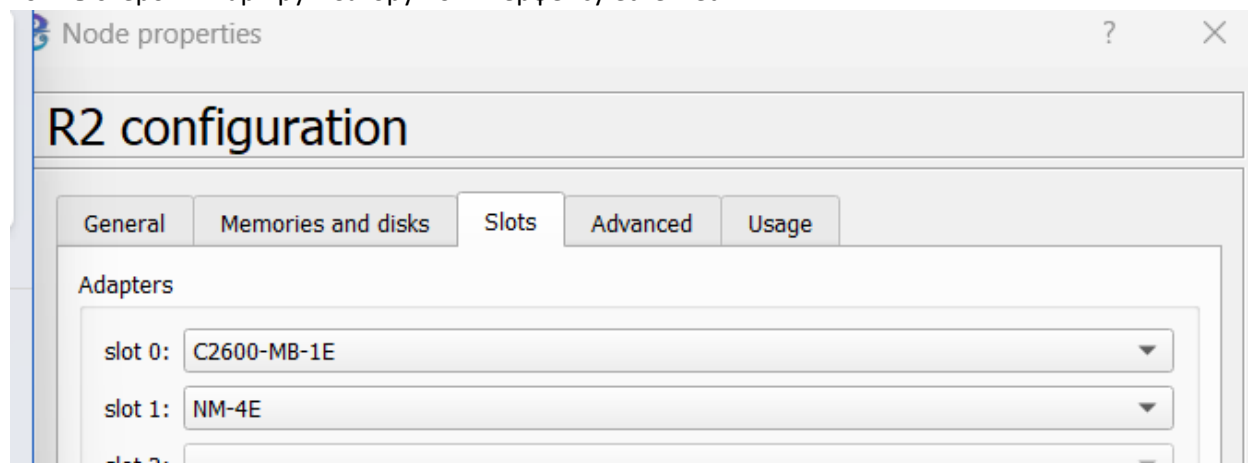 Node properties ? ×
R2 configuration
General Memories and disks Slots Advanced Usage
Adapters
slot 0: C2600-MB-1E
slot 1: NM-4E